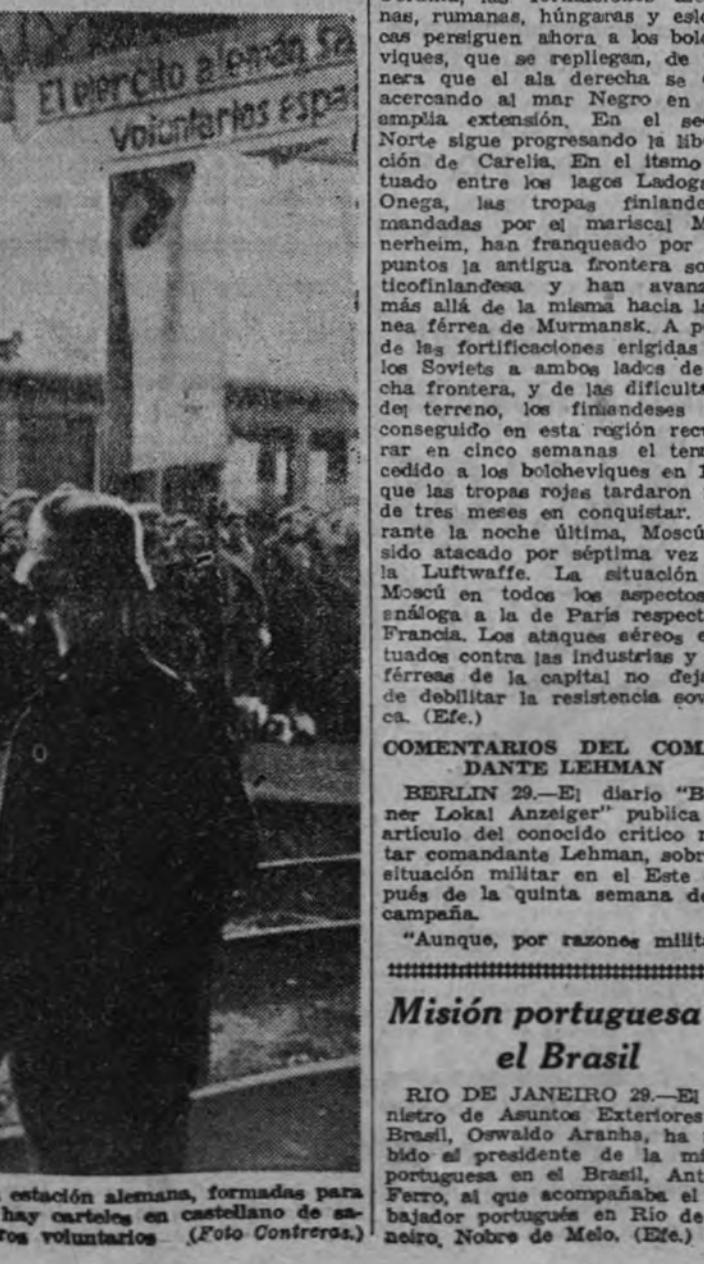 El ejército alemán sa
voluntarios espa
estación alemana, formadas para
hay carteles en castellano de sa-
ros voluntarios (Foto Contreras.)
nas, rumanas, húngaras y esl
cas persiguen ahora a los bol
viques, que se repliegan, de
nera que el ala derecha se
acercando al mar Negro en
amplia extensión. En el se
Norte sigue progresando la lib
ción de Carelia. En el itsmo
tuado entre los lagos Ladog
Onega, las tropas finlande
mandadas por el mariscal M
nerheim, han franqueado por
puntos la antigua frontera so
ticofinlandesa y han avan
más allá de la misma hacia l
nea férrea de Murmansk. A p
de las fortificaciones erigidas
los Soviets a ambos lados de
cha frontera, y de las dificult
del terreno, los finlandeses
conseguido en esta región rec
rar en cinco semanas el ter
cedido a los bolcheviques en 1
que las tropas rojas tardaron
de tres meses en conquistar.
rante la noche última, Moscú
sido atacado por séptima vez
la Luftwaffe. La situación
Moscú en todos los aspectos
análoga a la de París respect
Francia. Los ataques aéreos e
tuados contra las industrias y
férreas de la capital no dej
de debilitar la resistencia sov
ca. (Efe.)
COMENTARIOS DEL COM
DANTE LEHMAN
BERLIN 29.—El diario "B
ner Lokal Anzeiger" publica
artículo del conocido crítico
tar comandante Lehman, sobr
situación militar en el Este
pués de la quinta semana d
campaña.
"Aunque, por razones milit
Misión portuguesa
el Brasil
RIO DE JANEIRO 29.—El
nistro de Asuntos Exteriores
Brasil, Oswaldo Aranha, ha
bido al presidente de la mi
portuguesa en el Brasil, Ant
Ferro, al que acompañaba el
bajador portugués en Río de
neiro, Nobre de Melo. (Efe.)